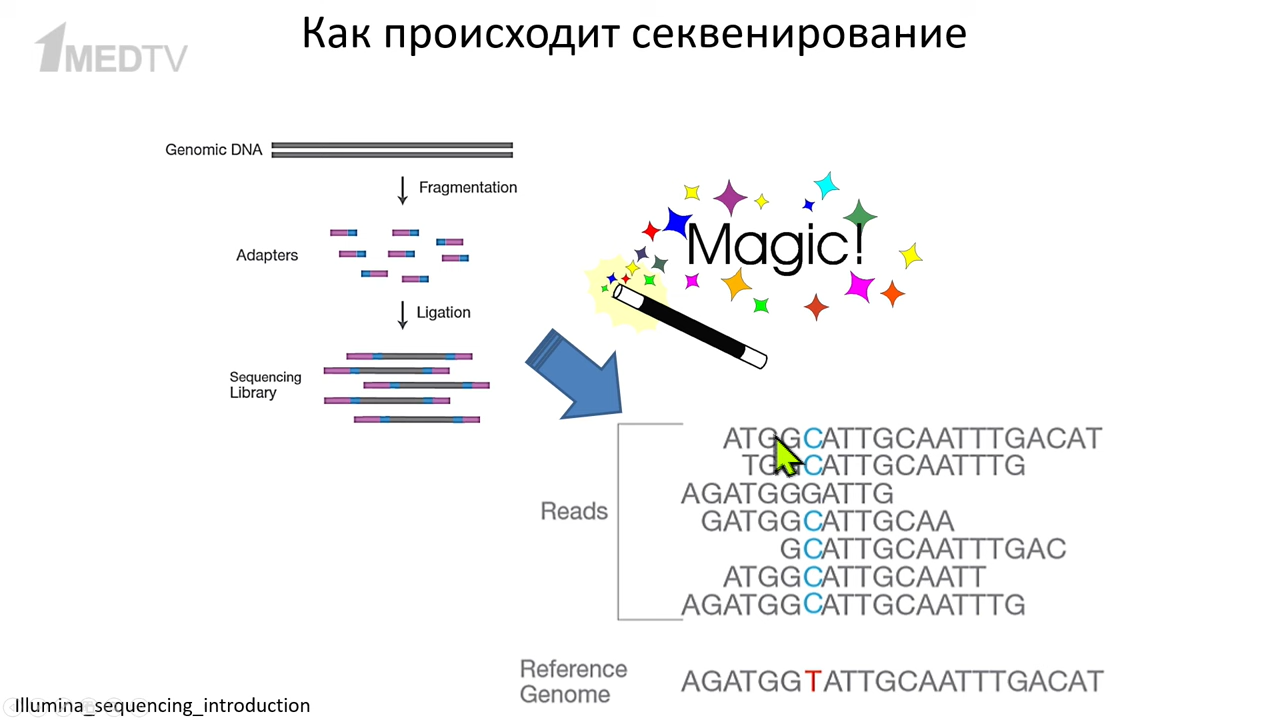 1MEDTV
Как происходит секвенирование
Genomic DNA
Fragmentation
Adapters
Ligation
Sequencing
Library
Magic!
Reads
ATGGCATTGCAATTTGACAT
TGGCATTGCAATTTG
AGATGGGATTG
GATGGCATTGCAA
GCATTGCAATTTGAC
ATGGCATTGCAATT
AGATGGCATTGCAATTTG
Reference
Genome
AGATGGTATTGCAATTTGACAT
Illumina_sequencing_introduction